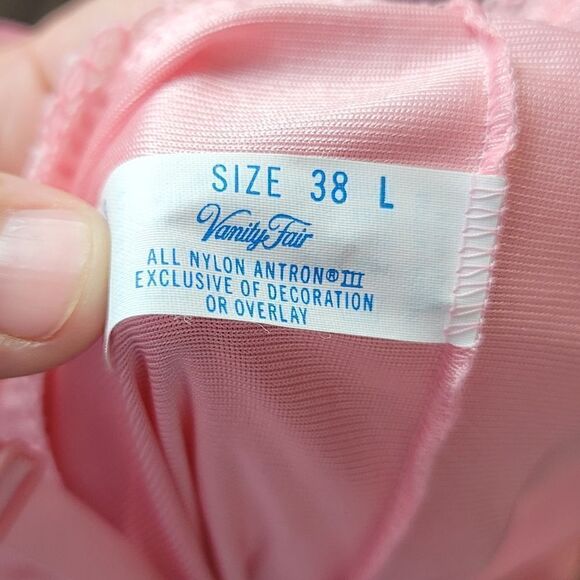 SIZE 38 L
Vanity Fair
ALL NYLON ANTRON® III
EXCLUSIVE OF DECORATION
OR OVERLAY